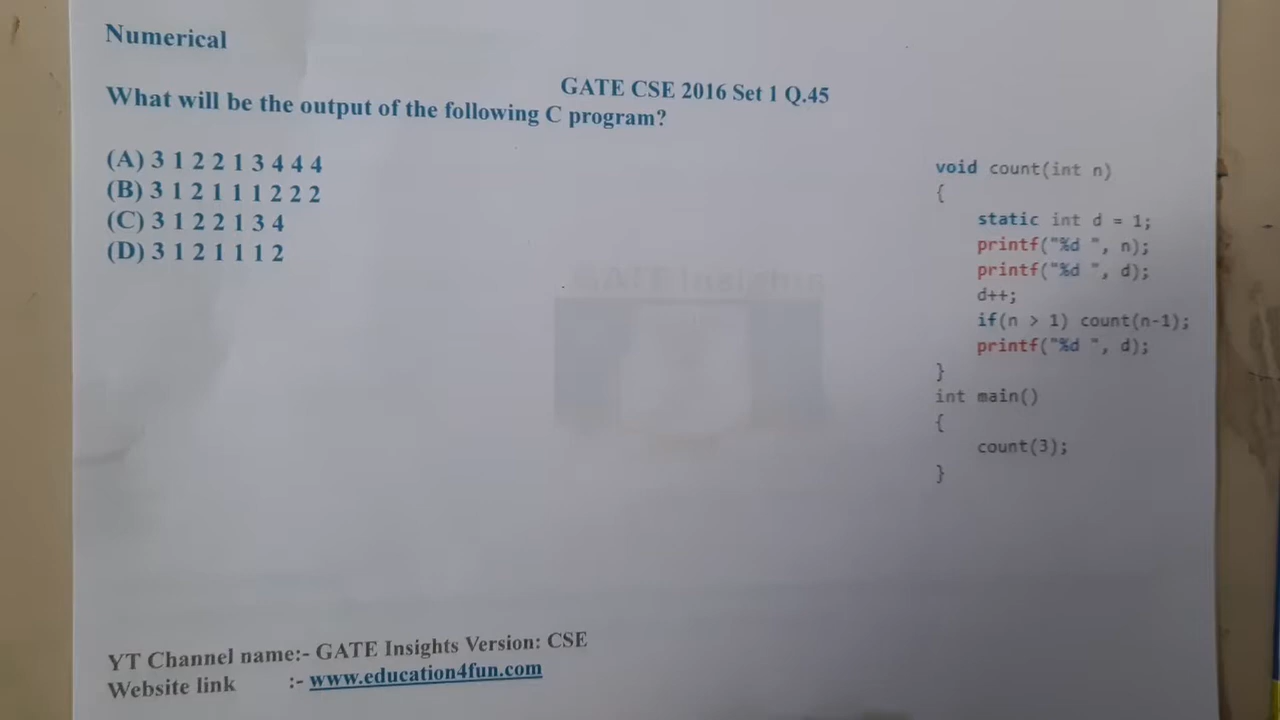 Numerical
GATE CSE 2016 Set 1 Q.45
What will be the output of the following C program?
(A) 3 1 2 2 1 3 4 4 4
(B) 3 1 2 1 1 1 2 2 2
(C) 3 1 2 2 1 3 4
(D) 3 1 2 1 1 1 2
void count(int n)
{
static int d = 1;
printf("%d ", n);
printf("%d ", d);
d++;
if(n > 1) count(n-1);
printf("%d ", d);
}
int main()
{
count(3);
}
GATE Insights
YT Channel name:- GATE Insights Version: CSE
Website link :- www.education4fun.com